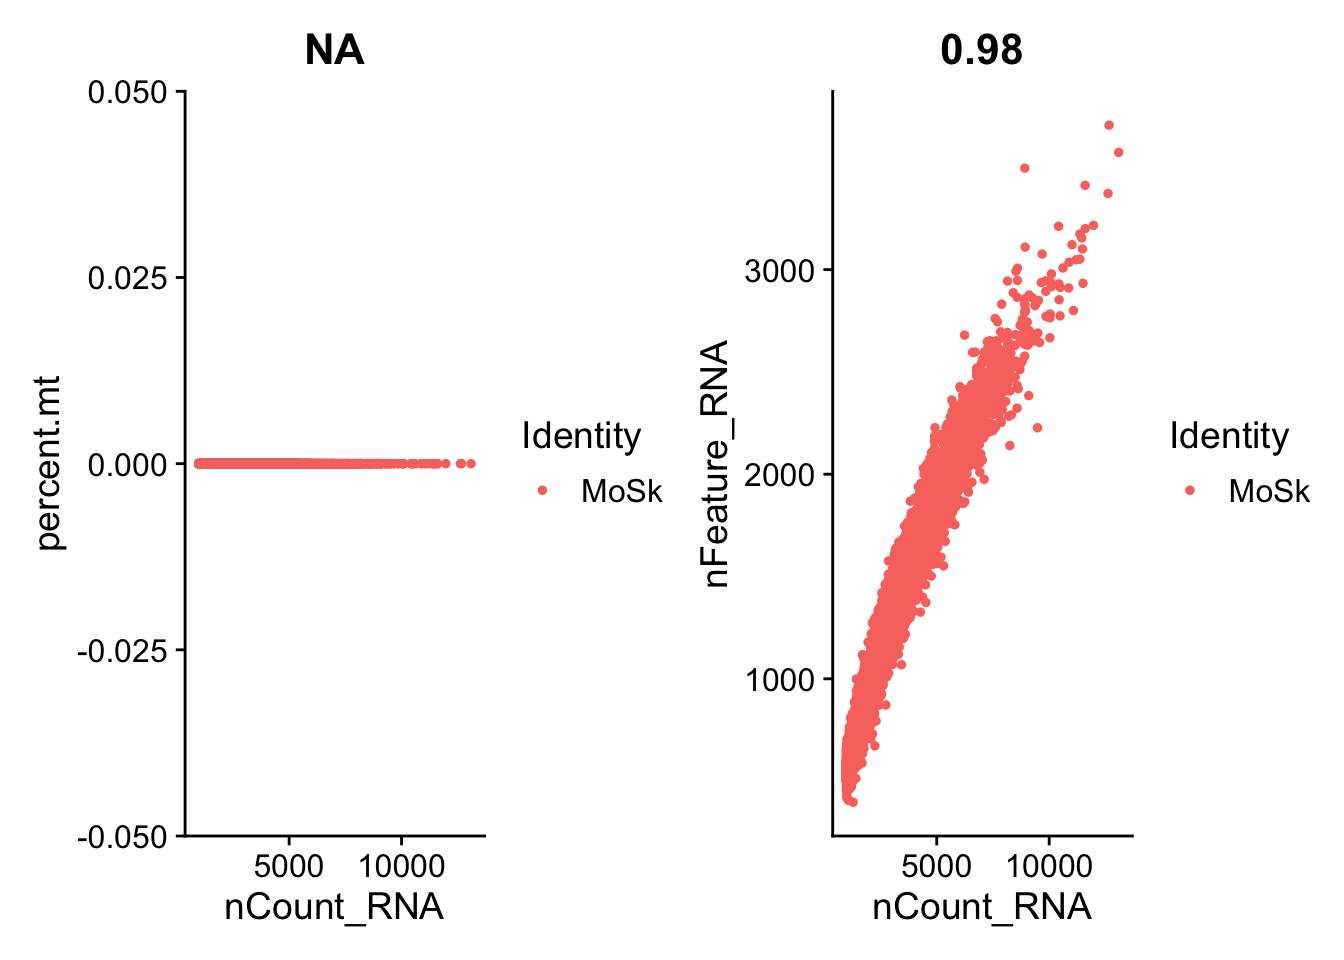 NA
0.050
0.025
0.000
-0.025
-0.050
percent.mt
5000 10000
nCount_RNA
Identity
MoSk
0.98
3000
2000
1000
nFeature_RNA
5000 10000
nCount_RNA
Identity
MoSk